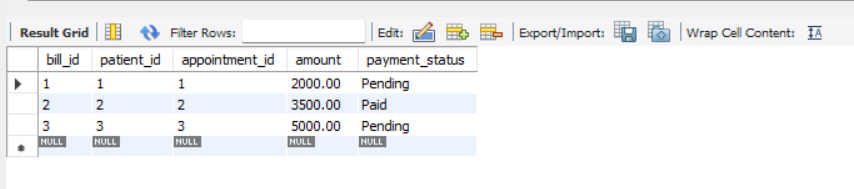 Result Grid Filter Rows: Edit: Export/Import: Wrap Cell Content: IA
bill_id patient_id appointment_id amount payment_status
1 1 1 2000.00 Pending
2 2 2 3500.00 Paid
3 3 3 5000.00 Pending
NULL NULL NULL NULL NULL